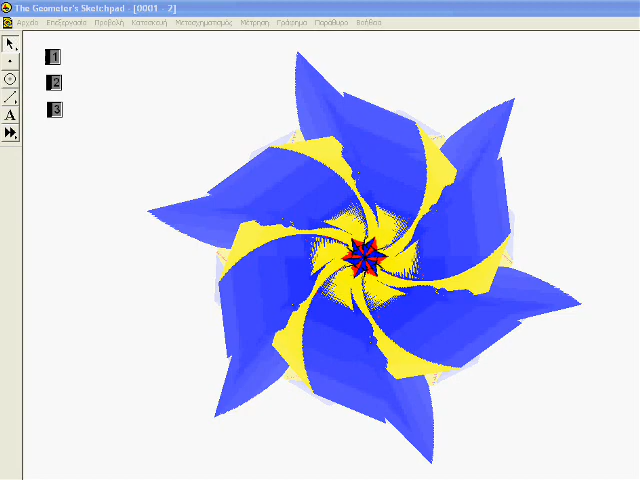 The Geometer's Sketchpad - [0001 - 2]
Αρχείο Επεξεργασία Προβολή Κατασκευή Μετασχηματισμός Μέτρηση Γράφημα Παράθυρο Βοήθεια
1
2
3
A